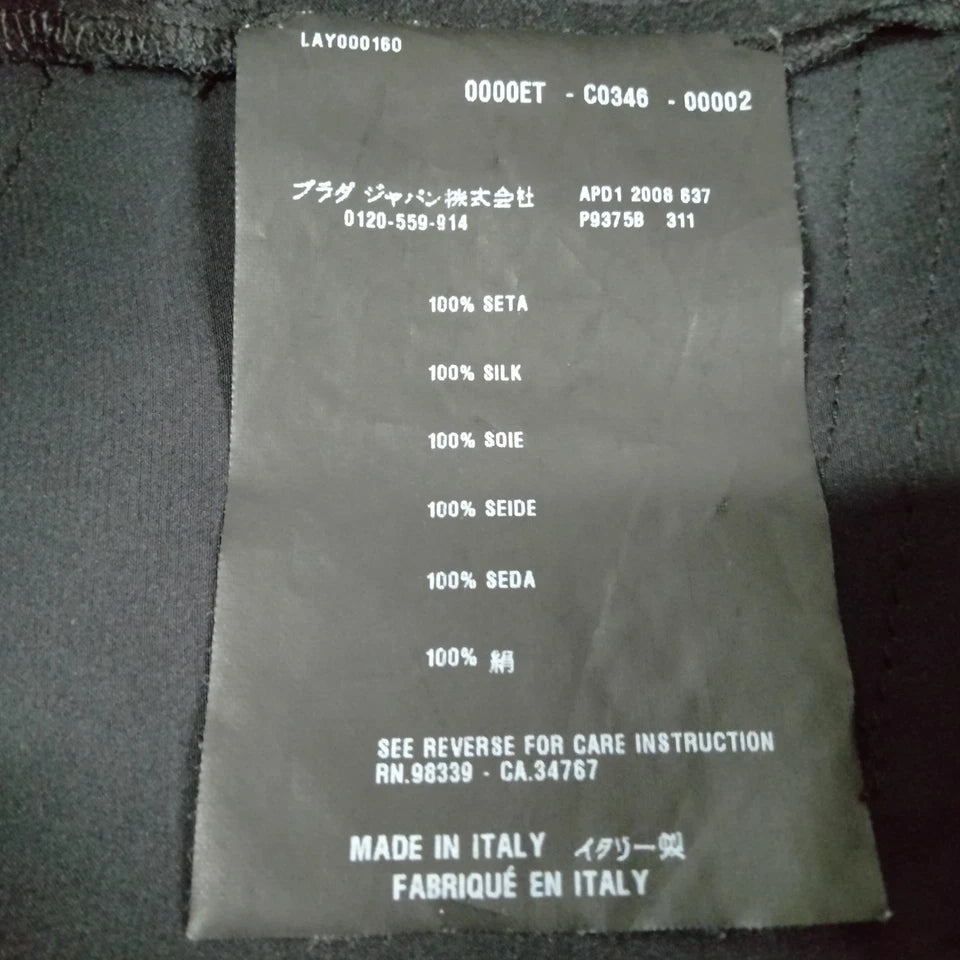 LAY000160
0000ET - C0346 - 00002
プラダ ジャパン株式会社 APD1 2008 637
0120-559-914 P9375B 311
100% SETA
100% SILK
100% SOIE
100% SEIDE
100% SEDA
100% 絹
SEE REVERSE FOR CARE INSTRUCTION
RN.98339 - CA.34767
MADE IN ITALY イタリー製
FABRIQUÉ EN ITALY